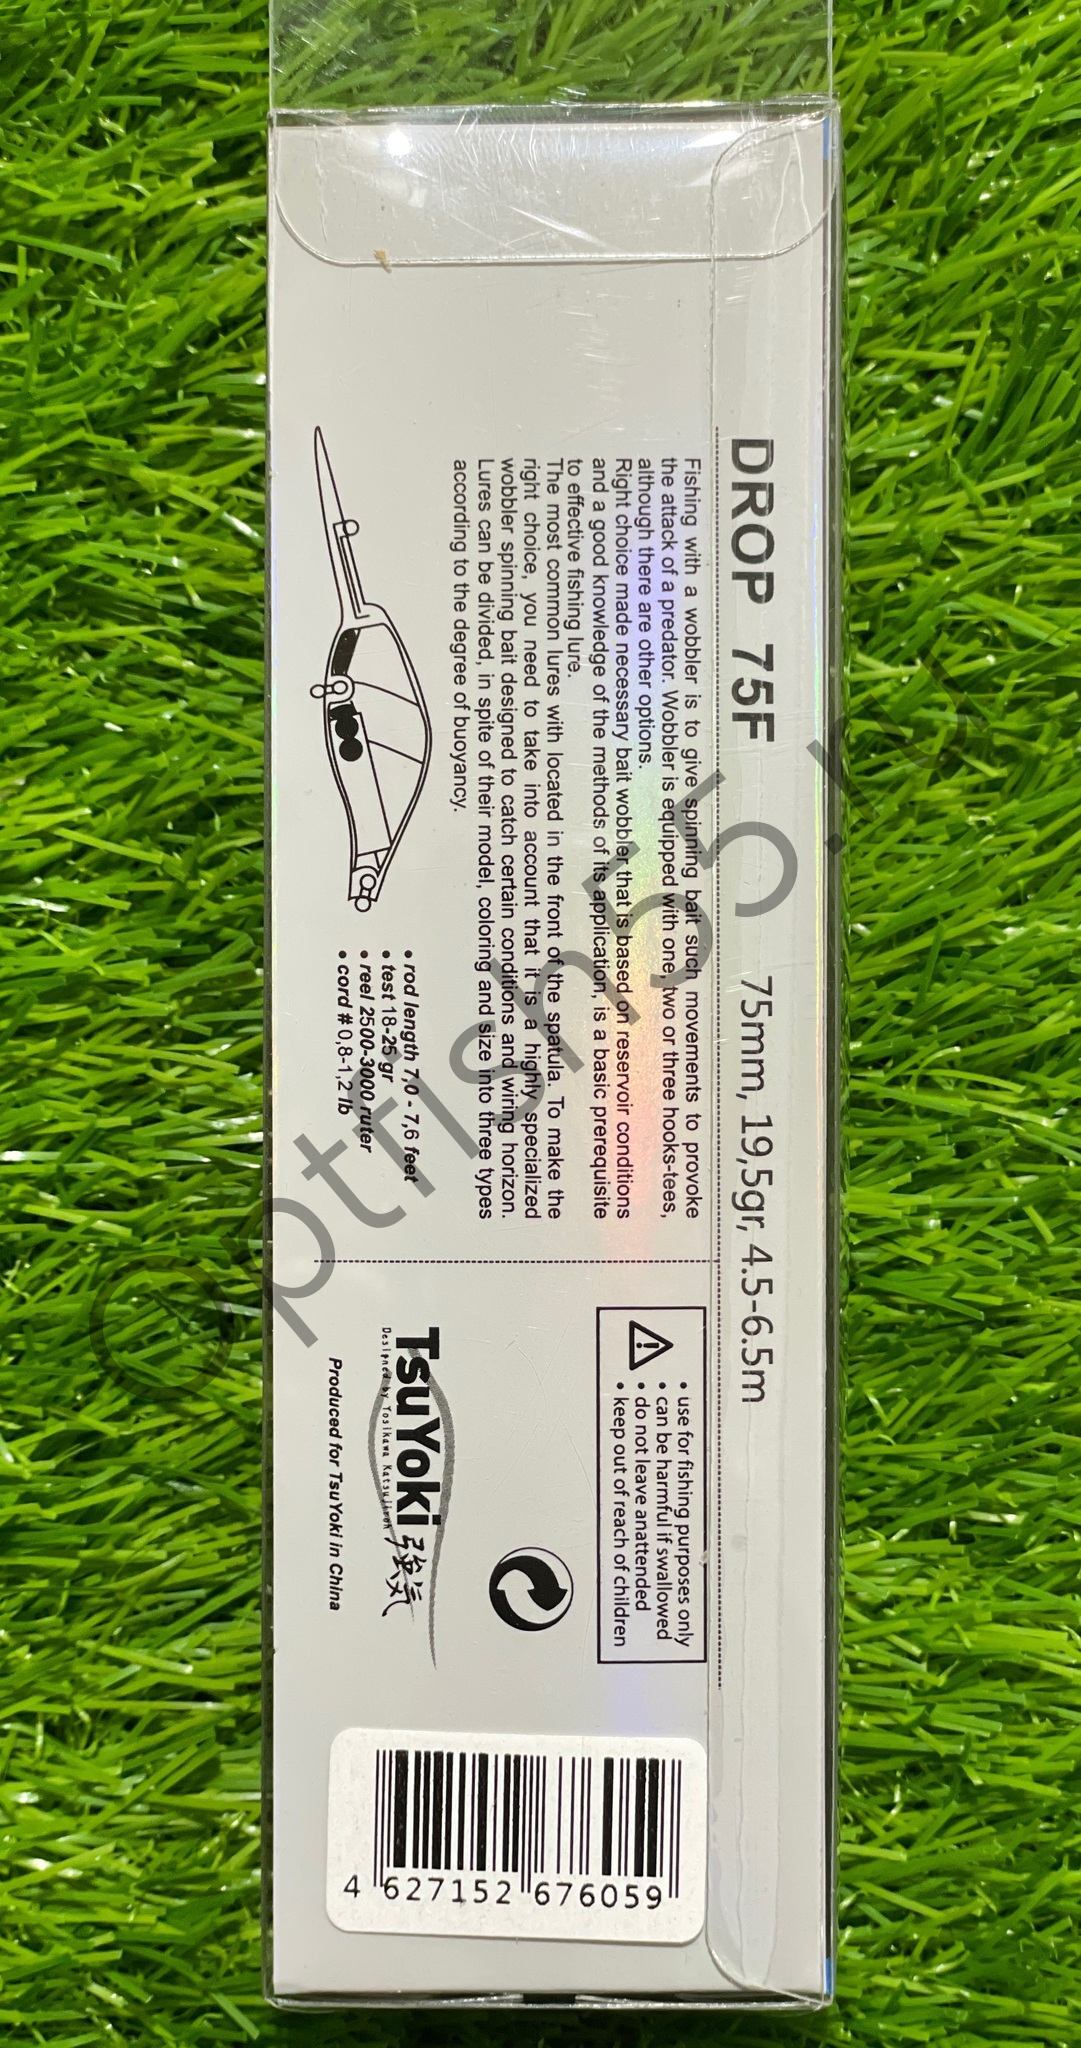 DROP 75F 75mm, 19,5gr, 4.5-6.5m
Fishing with a wobbler is to give spinning bait such movements to provoke
the attack of a predator. Wobbler is equipped with one, two or three hooks-tees,
although there are other options.
Right choice made necessary bait wobbler that is based on reservoir conditions
and a good knowledge of the methods of its application, is a basic prerequisite
to effective fishing lure.
The most common lures with located in the front of the spatula. To make the
right choice, you need to take into account that it is a highly specialized
wobbler spinning bait designed to catch certain conditions and wiring horizon.
Lures can be divided, in spite of their model, coloring and size into three types
according to the degree of buoyancy.
• rod length 7,0 - 7,6 feet
• test 18-25 gr
• reel 2500-3000 ruter
• cord # 0,8-1,2 lb
• use for fishing purposes only
• can be harmful if swallowed
• do not leave anattended
• keep out of reach of children
TsuYoki 強気
Designed by Yosikawa Katsujiroh
Produced for TsuYoki in China
4 627152 676059
optfish55.ru